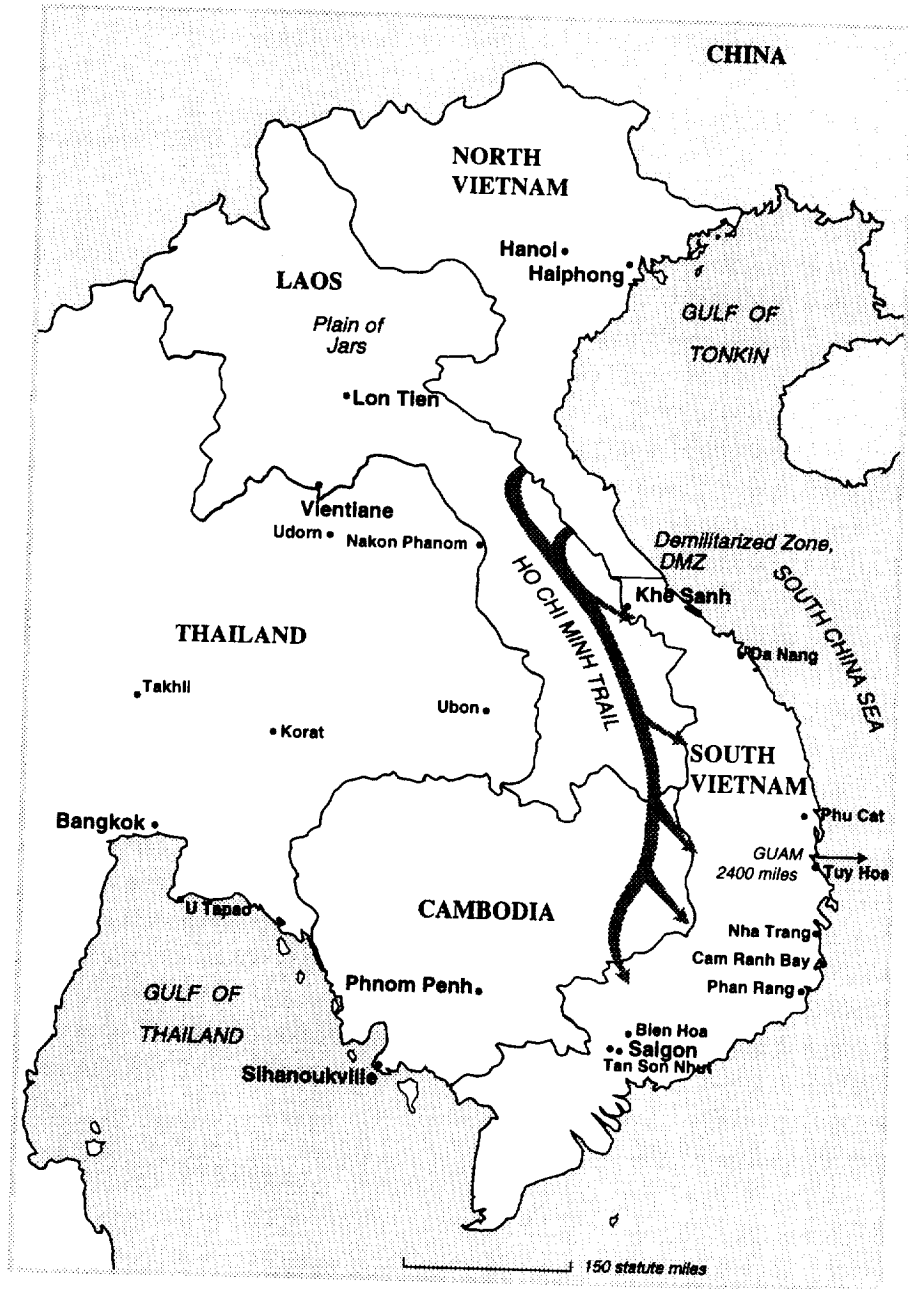 CHINA
NORTH
VIETNAM
Hanoi
Haiphong
LAOS
GULF OF
TONKIN
Plain of
Jars
Lon Tien
Vientiane
Udorn
Nakon Phanom
Demilitarized Zone,
DMZ
Khe Sanh
HO CHI MINH TRAIL
SOUTH CHINA SEA
THAILAND
Da Nang
Takhli
Ubon
Korat
SOUTH
VIETNAM
Bangkok
Phu Cat
GUAM
2400 miles
Tuy Hoa
U Tapao
CAMBODIA
Nha Trang
Cam Ranh Bay
Phan Rang
Phnom Penh
GULF OF
THAILAND
Bien Hoa
Saigon
Tan Son Nhut
Sihanoukville
150 statute miles